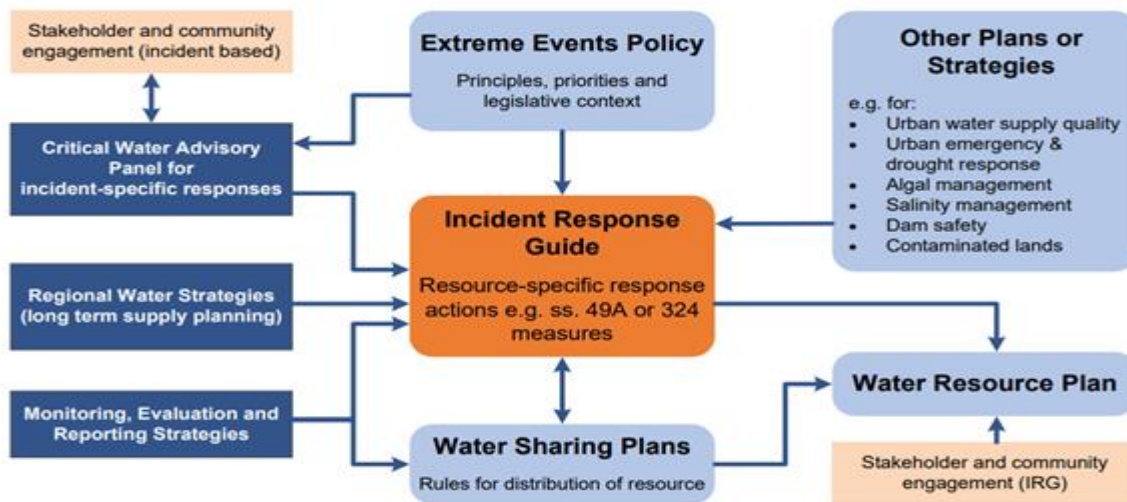 Stakeholder and community
engagement (incident based)
Extreme Events Policy
Principles, priorities and
legislative context
Other Plans or
Strategies
e.g. for:
• Urban water supply quality
• Urban emergency &
drought response
• Algal management
• Salinity management
• Dam safety
• Contaminated lands
Critical Water Advisory
Panel for
incident-specific responses
Incident Response
Guide
Resource-specific response
actions e.g. ss. 49A or 324
measures
Regional Water Strategies
(long term supply planning)
Water Resource Plan
Monitoring, Evaluation and
Reporting Strategies
Water Sharing Plans
Rules for distribution of resource
Stakeholder and community
engagement (IRG)